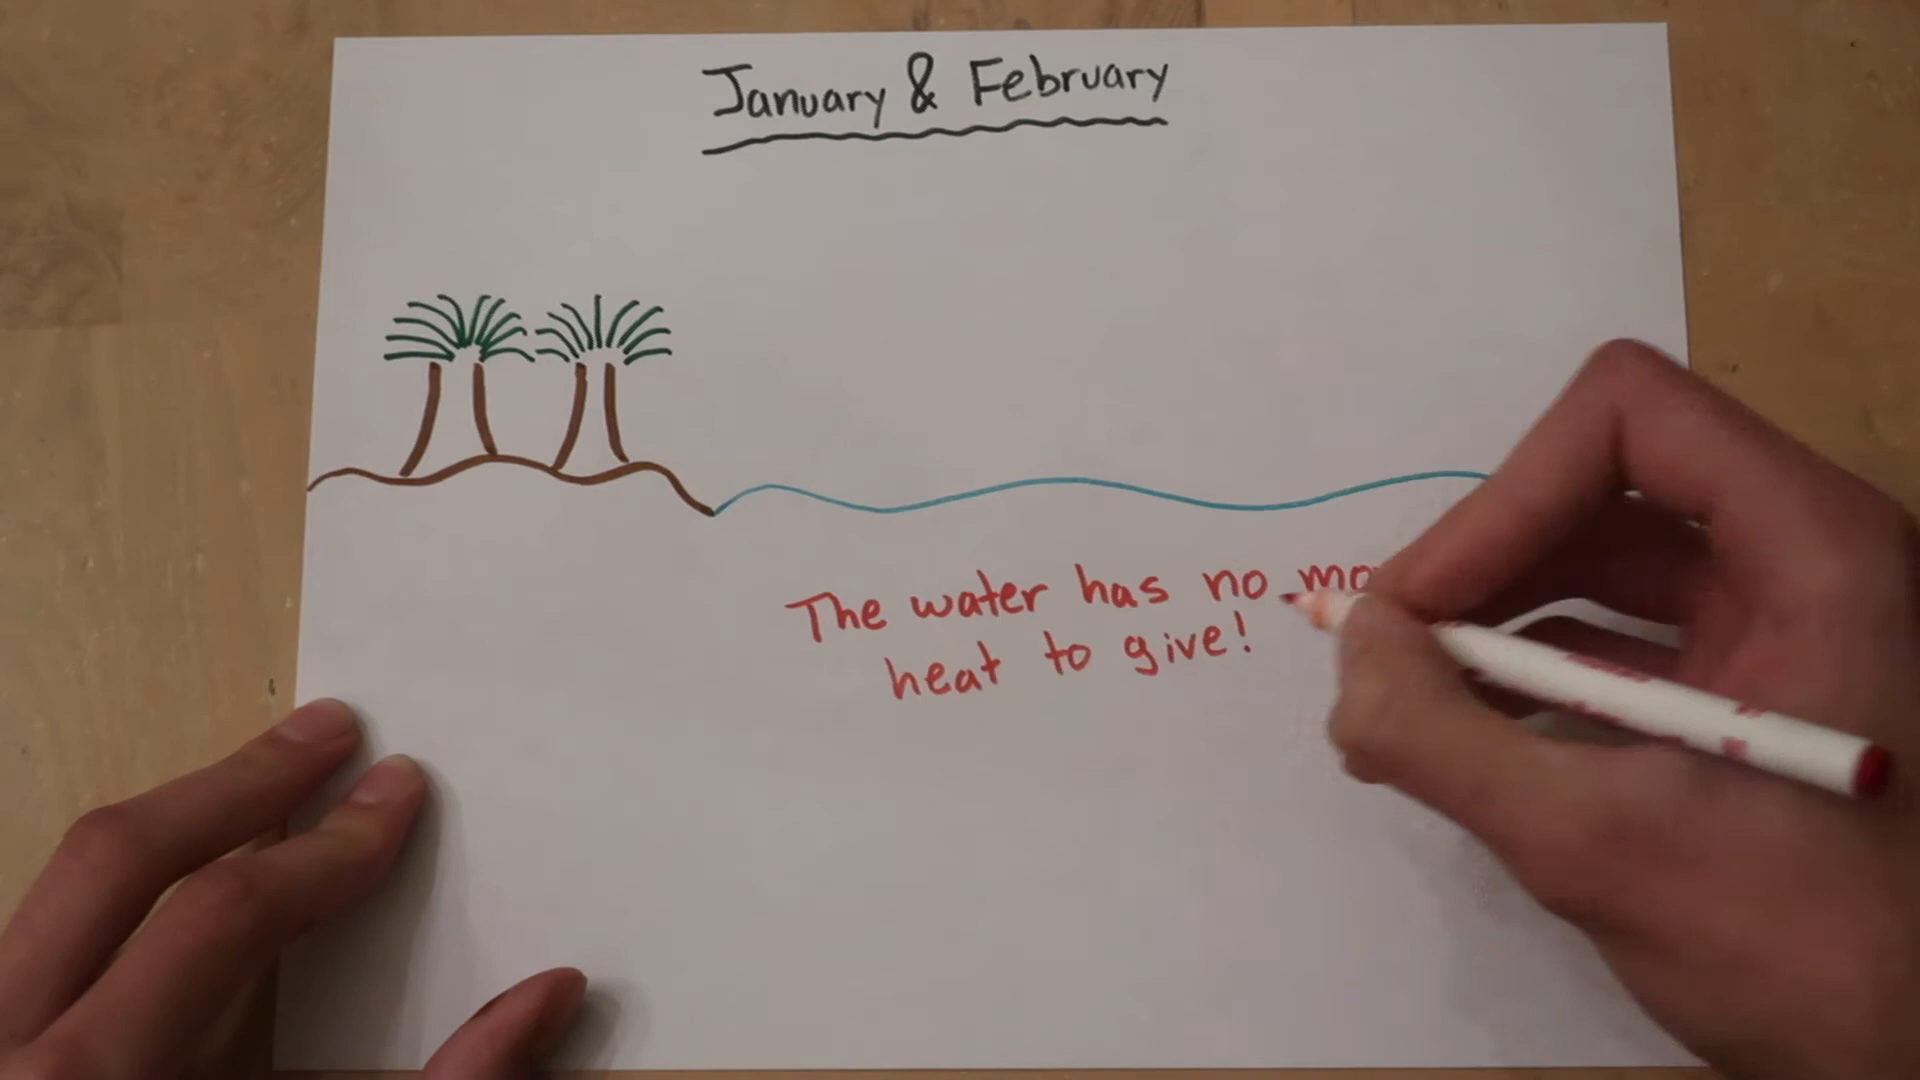 January & February
The water has no
heat to give!